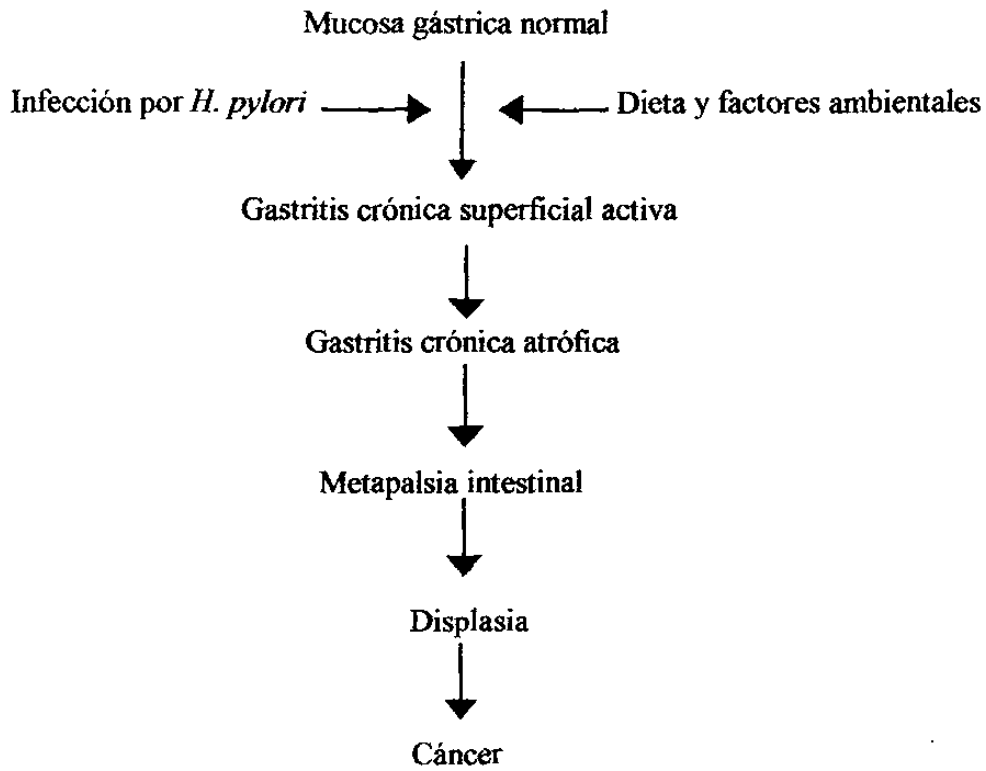 Mucosa gástrica normal
Infección por H. pylori
Dieta y factores ambientales
Gastritis crónica superficial activa
Gastritis crónica atrófica
Metapalsia intestinal
Displasia
Cáncer